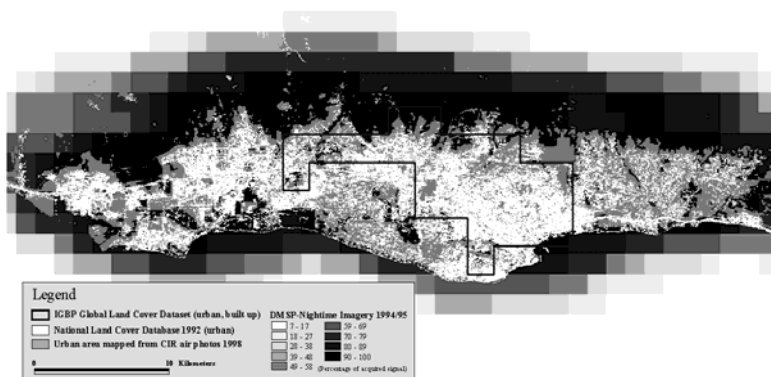 Legend
IGBP Global Land Cover Dataset (urban, built up)
National Land Cover Database 1992 (urban)
Urban area mapped from CIR air photos 1998
0 10 Kilometers
DMSP-Nightime Imagery 1994/95
7 - 17
18 - 27
28 - 38
39 - 48
49 - 58
59 - 69
70 - 79
80 - 89
90 - 100
(Percentage of acquired signal)